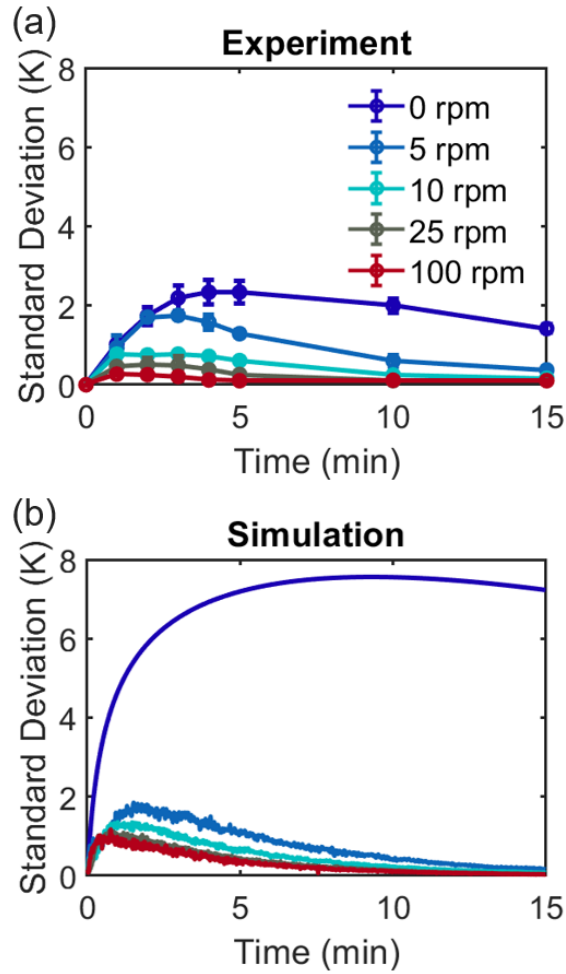 (a)
Experiment
Standard Deviation (K)
8
6
4
2
0
0 rpm
5 rpm
10 rpm
25 rpm
100 rpm
0 5 10 15
Time (min)
(b)
Simulation
Standard Deviation (K)
8
6
4
2
0
0 5 10 15
Time (min)